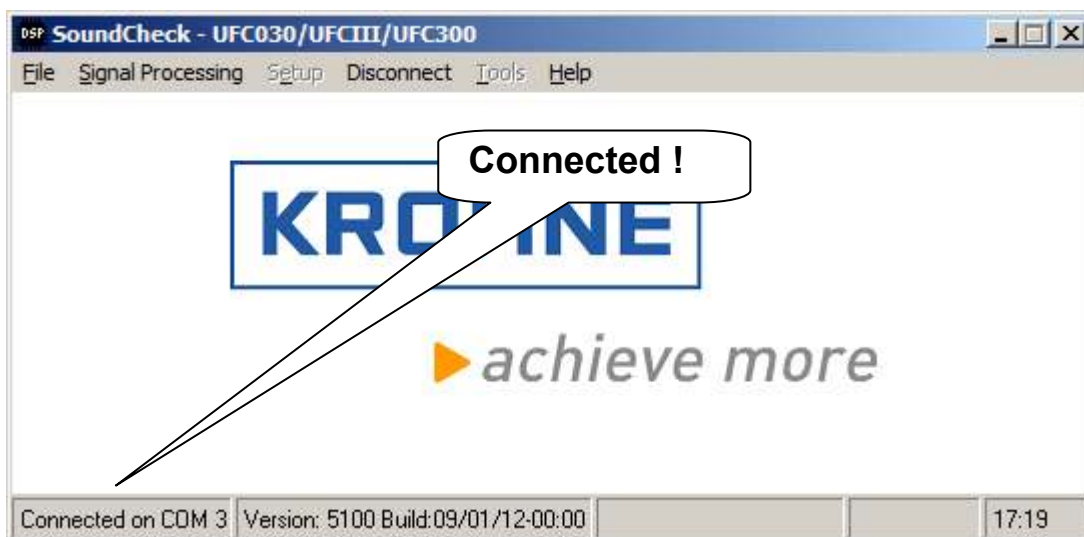 DSP SoundCheck - UFC030/UFCIII/UFC300
File Signal Processing Setup Disconnect Tools Help
Connected !
KROHNE
achieve more
Connected on COM 3 Version: 5100 Build:09/01/12-00:00 17:19